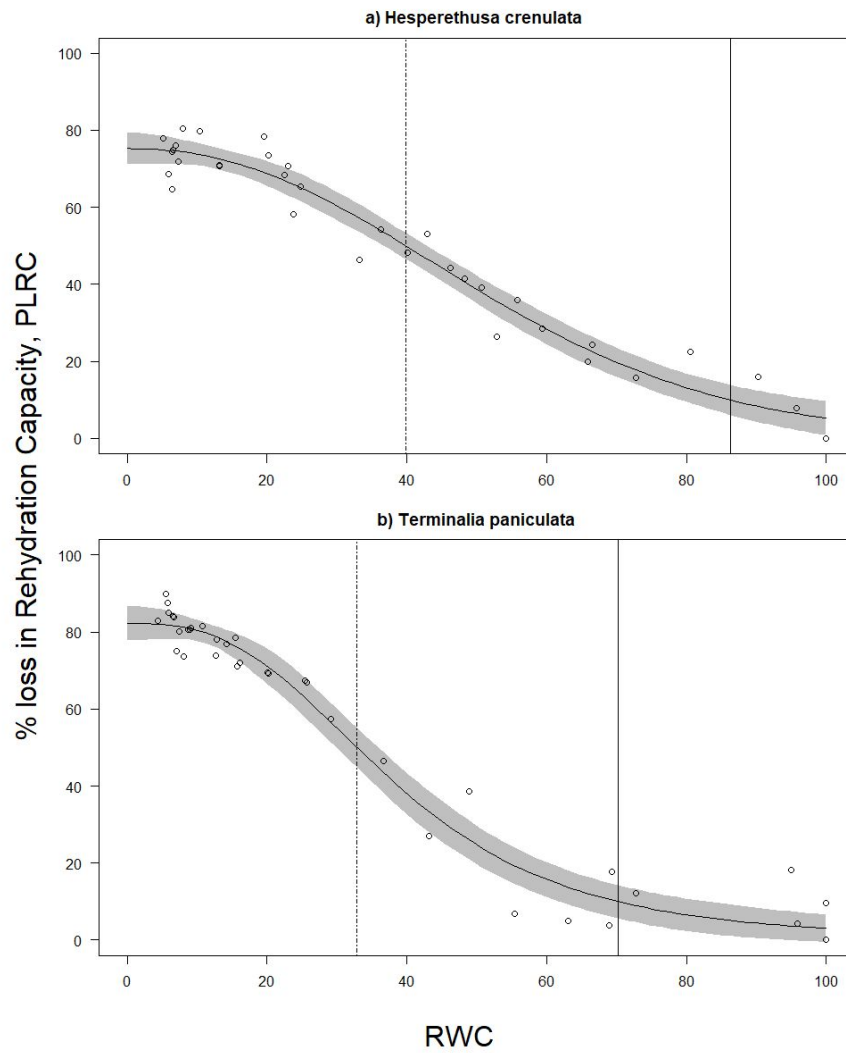 a) Hesperethusa crenulata
100
80
60
40
20
0
0 20 40 60 80 100
b) Terminalia paniculata
100
80
60
40
20
0
0 20 40 60 80 100
% loss in Rehydration Capacity, PLRC
RWC